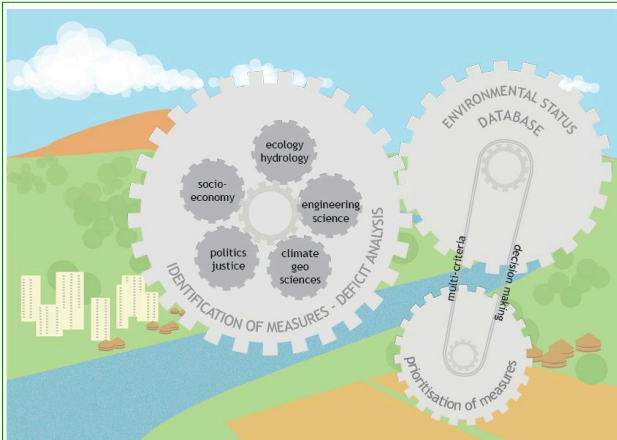 ecology
hydrology
socio-
economy
engineering
science
politics
justice
climate
geo
sciences
IDENTIFICATION OF MEASURES - DEFICIT ANALYSIS
ENVIRONMENTAL STATUS
DATABASE
multi-criteria
decision making
prioritisation of measures